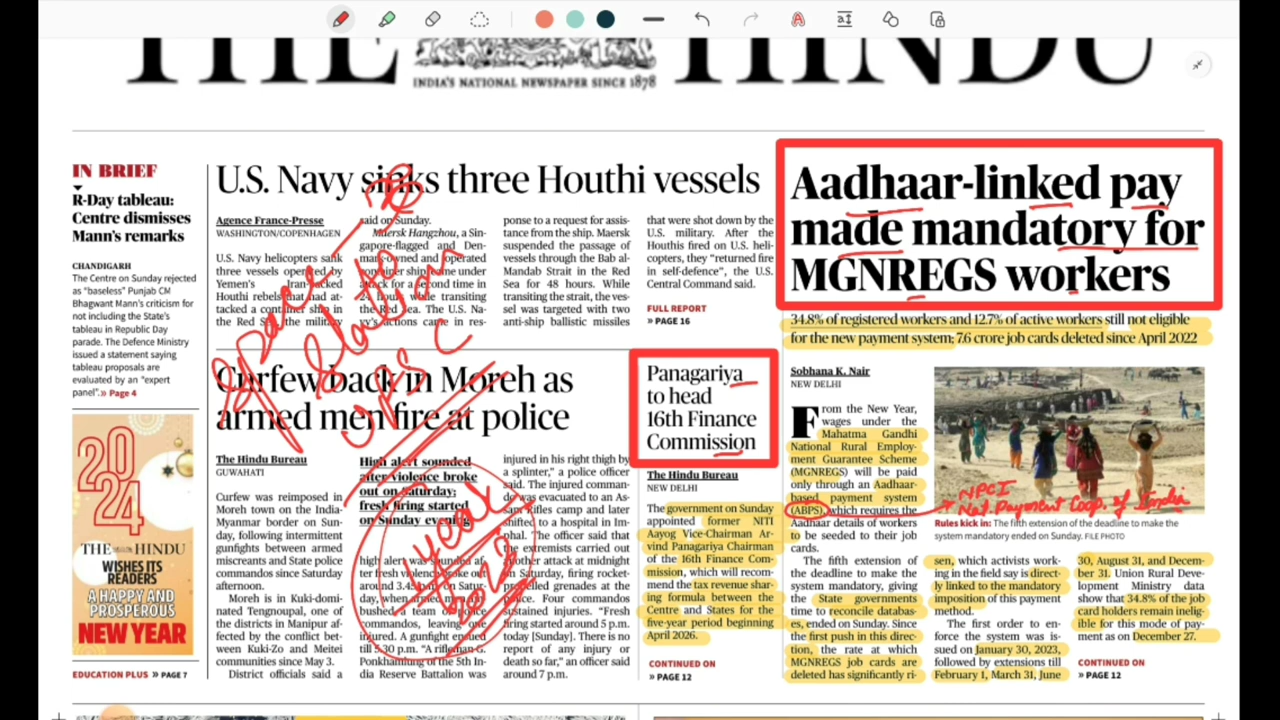 THE HINDU
INDIA'S NATIONAL NEWSPAPER SINCE 1878
IN BRIEF
R-Day tableau:
Centre dismisses
Mann's remarks
CHANDIGARH
The Centre on Sunday rejected
as "baseless" Punjab CM
Bhagwant Mann's criticism for
not including the State's
tableau in Republic Day
parade. The Defence Ministry
issued a statement saying
tableau proposals are
evaluated by an "expert
panel". » Page 4
2024
THE HINDU
WISHES ITS
READERS
A HAPPY AND
PROSPEROUS
NEW YEAR
EDUCATION PLUS » PAGE 7
U.S. Navy sinks three Houthi vessels
Agence France-Presse
WASHINGTON/COPENHAGEN
U.S. Navy helicopters sank
three vessels operated by
Yemen's Iran-backed
Houthi rebels that had at-
tacked a container ship in
the Red Sea, the military
said on Sunday.
Maersk Hangzhou, a Sin-
gapore-flagged and Den-
mark-owned and operated
container ship, came under
attack for a second time in
24 hours while transiting
the Red Sea. The U.S. Na-
vy's actions came in res-
ponse to a request for assis-
tance from the ship. Maersk
suspended the passage of
vessels through the Bab al-
Mandab Strait in the Red
Sea for 48 hours. While
transiting the strait, the ves-
sel was targeted with two
anti-ship ballistic missiles
that were shot down by the
U.S. military. After the
Houthis fired on U.S. heli-
copters, they "returned fire
in self-defence", the U.S.
Central Command said.
FULL REPORT
» PAGE 16
Space
Station
UPSC
Curfew back in Moreh as
armed men fire at police
The Hindu Bureau
GUWAHATI
Curfew was reimposed in
Moreh town on the India-
Myanmar border on Sun-
day, following intermittent
gunfights between armed
miscreants and State police
commandos since Saturday
afternoon.
Moreh is in Kuki-domi-
nated Tengnoupal, one of
the districts in Manipur af-
fected by the conflict bet-
ween Kuki-Zo and Meitei
communities since May 3.
District officials said a
High alert sounded
after violence broke
out on Saturday;
fresh firing started
on Sunday evening
high alert was sounded af-
ter fresh violence broke out
around 3.45
day, when armed
bushed a team of police
commandos, leaving one
injured. A gunfight ensued
till 5.30 p.m. "A rifleman G.
Ponkhamlung of the 5th In-
dia Reserve Battalion was
injured in his right thigh by
a splinter," a police officer
said. The injured comman-
do was evacuated to an As-
sam Rifles camp and later
shifted to a hospital in Im-
phal. The officer said that
the extremists carried out
another attack at midnight
on Saturday, firing rocket-
propelled grenades at the
police. Four commandos
sustained injuries. "Fresh
firing started around 5 p.m.
today [Sunday]. There is no
report of any injury or
death so far," an officer said
around 7 p.m.
year
Panagariya
to head
16th Finance
Commission
The Hindu Bureau
NEW DELHI
The government on Sunday
appointed former NITI
Aayog Vice-Chairman Ar-
vind Panagariya Chairman
of the 16th Finance Com-
mission, which will recom-
mend the tax revenue shar-
ing formula between the
Centre and States for the
five-year period beginning
April 2026.
CONTINUED ON
» PAGE 12
Aadhaar-linked pay
made mandatory for
MGNREGS workers
34.8% of registered workers and 12.7% of active workers still not eligible
for the new payment system; 7.6 crore job cards deleted since April 2022
Sobhana K. Nair
NEW DELHI
From the New Year,
wages under the
Mahatma Gandhi
National Rural Employ-
ment Guarantee Scheme
(MGNREGS) will be paid
only through an Aadhaar-
based payment system
(ABPS), which requires the
Aadhaar details of workers
to be seeded to their job
cards.
The fifth extension of
the deadline to make the
system mandatory, giving
the State governments
time to reconcile databas-
es, ended on Sunday. Since
the first push in this direc-
tion, the rate at which
MGNREGS job cards are
deleted has significantly ri-
NPCI
Nat. Payment Coop. of India
Rules kick in: The fifth extension of the deadline to make the
system mandatory ended on Sunday. FILE PHOTO
sen, which activists work-
ing in the field say is direct-
ly linked to the mandatory
imposition of this payment
method.
The first order to en-
force the system was is-
sued on January 30, 2023,
followed by extensions till
February 1, March 31, June
30, August 31, and Decem-
ber 31. Union Rural Deve-
lopment Ministry data
show that 34.8% of the job
card holders remain inelig-
ible for this mode of pay-
ment as on December 27.
CONTINUED ON
» PAGE 12